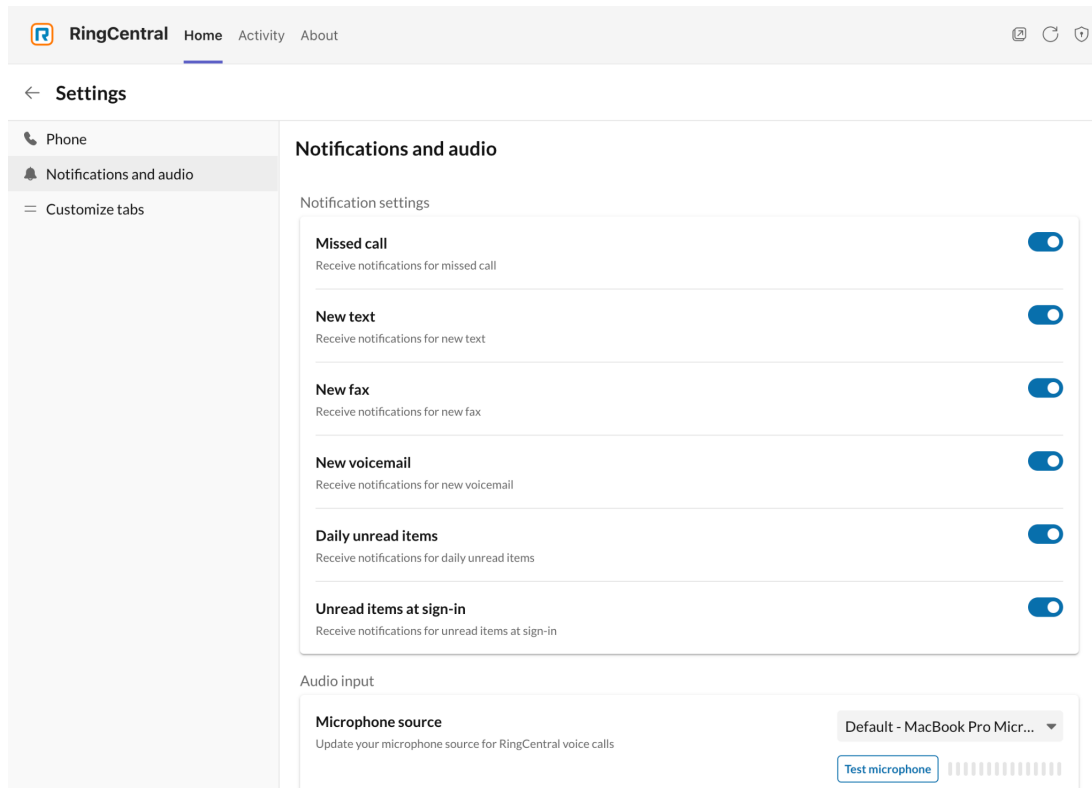 RingCentral Home Activity About
Settings
Phone
Notifications and audio
Customize tabs
Notifications and audio
Notification settings
Missed call
Receive notifications for missed call
New text
Receive notifications for new text
New fax
Receive notifications for new fax
New voicemail
Receive notifications for new voicemail
Daily unread items
Receive notifications for daily unread items
Unread items at sign-in
Receive notifications for unread items at sign-in
Audio input
Microphone source
Update your microphone source for RingCentral voice calls
Default - MacBook Pro Micr...
Test microphone